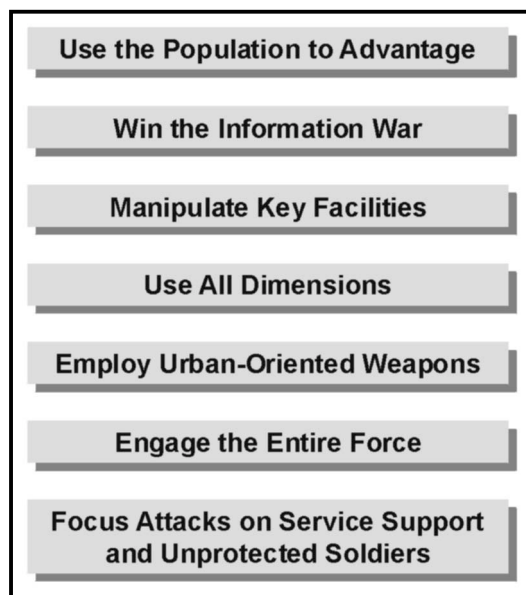 Use the Population to Advantage
Win the Information War
Manipulate Key Facilities
Use All Dimensions
Employ Urban-Oriented Weapons
Engage the Entire Force
Focus Attacks on Service Support
and Unprotected Soldiers